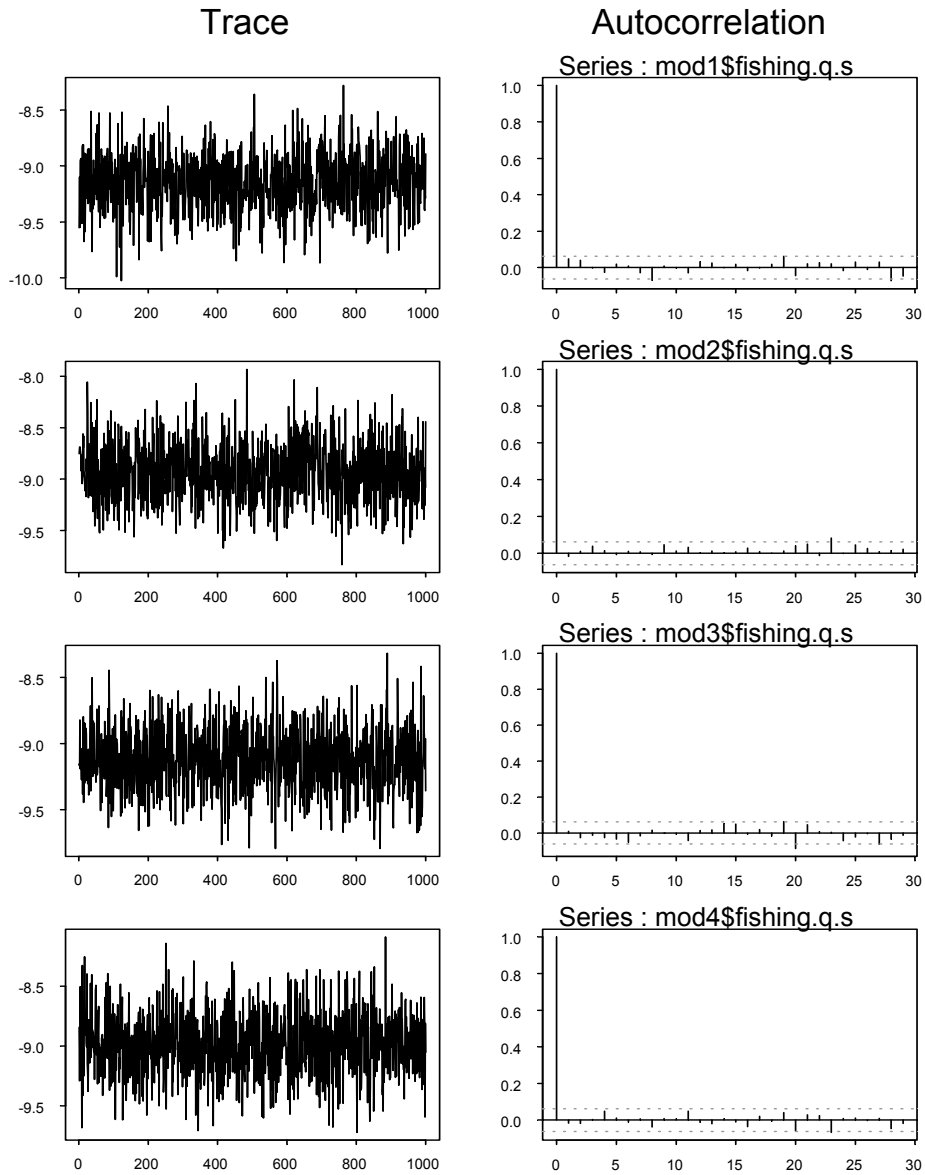 Trace Autocorrelation
Series : mod1$fishing.q.s
-8.5
-9.0
-9.5
-10.0
0 200 400 600 800 1000
1.0
0.8
0.6
0.4
0.2
0.0
0 5 10 15 20 25 30
Series : mod2$fishing.q.s
-8.0
-8.5
-9.0
-9.5
0 200 400 600 800 1000
1.0
0.8
0.6
0.4
0.2
0.0
0 5 10 15 20 25 30
Series : mod3$fishing.q.s
-8.5
-9.0
-9.5
0 200 400 600 800 1000
1.0
0.8
0.6
0.4
0.2
0.0
0 5 10 15 20 25 30
Series : mod4$fishing.q.s
-8.5
-9.0
-9.5
0 200 400 600 800 1000
1.0
0.8
0.6
0.4
0.2
0.0
0 5 10 15 20 25 30